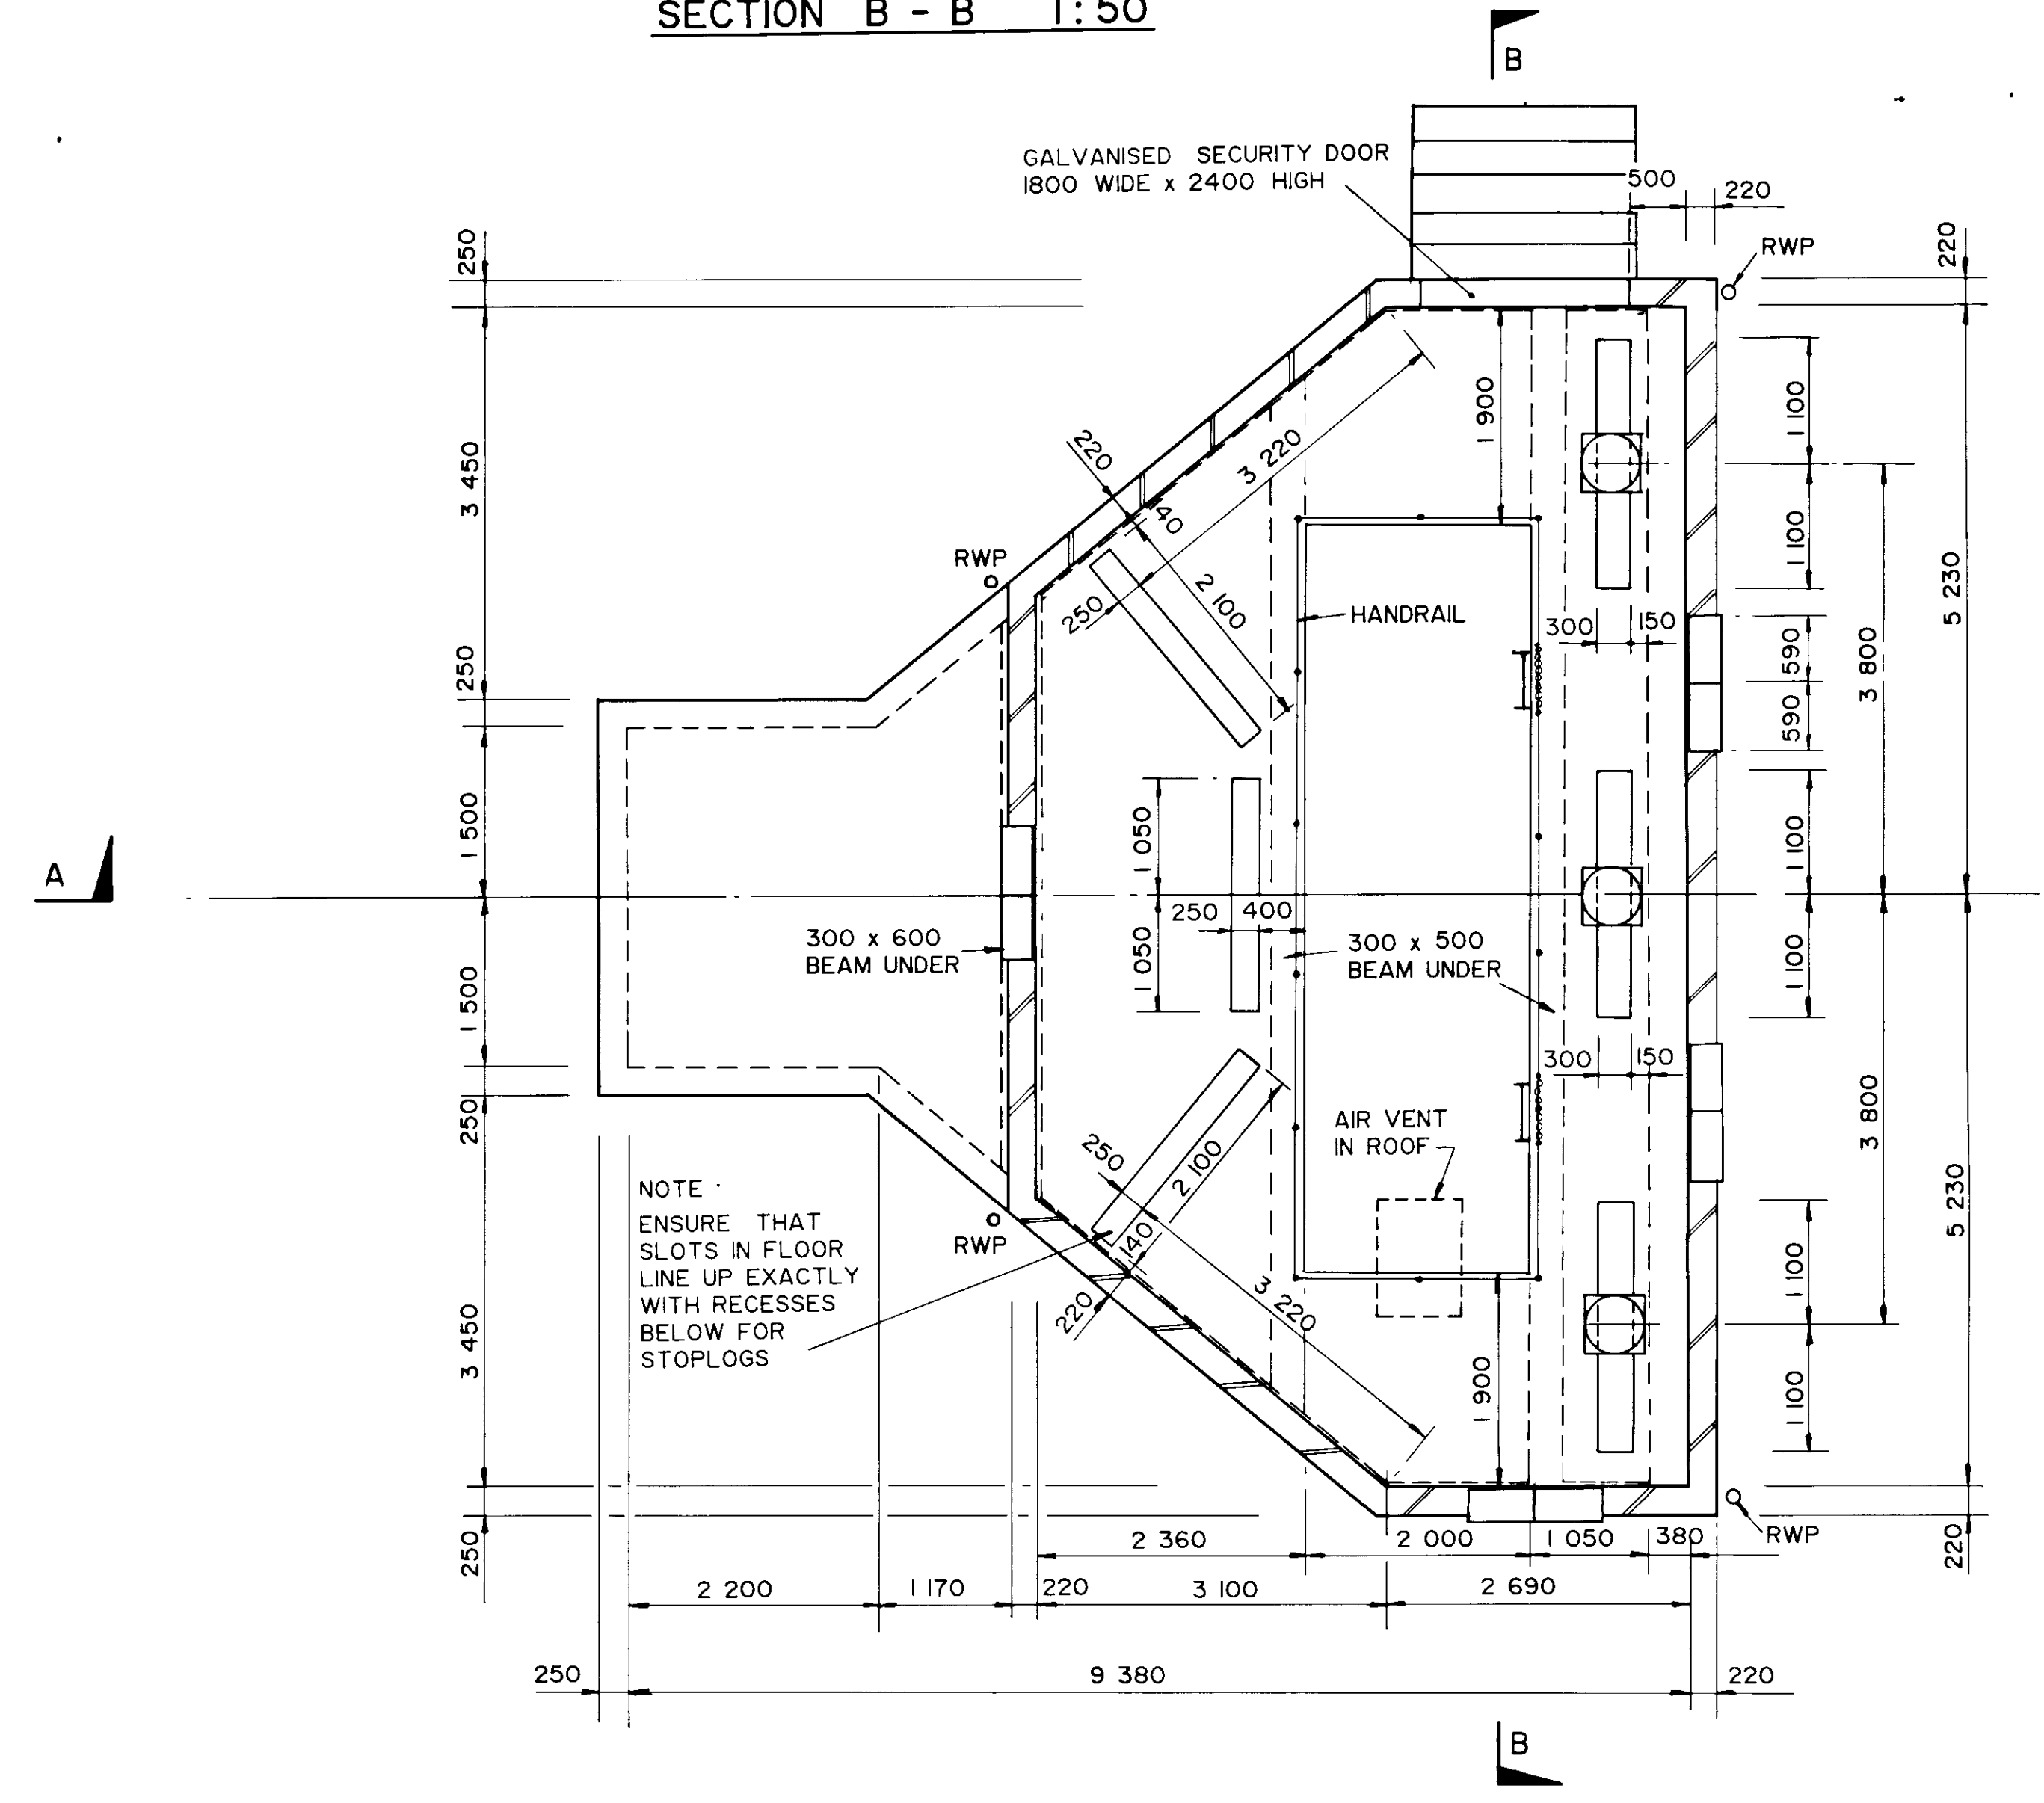 SECTION B - B 1:50
B
GALVANISED SECURITY DOOR
1800 WIDE x 2400 HIGH
500
220
RWP
250
220
3 450
1 900
1 100
220
3 220
140
1 100
RWP
250
2 100
HANDRAIL
5 230
300
150
590
3 800
250
590
1 500
1 050
1 100
A
250
400
300 x 600
BEAM UNDER
300 x 500
BEAM UNDER
1 500
1 050
1 100
300
150
250
AIR VENT
IN ROOF
250
2 100
3 800
NOTE
ENSURE THAT
SLOTS IN FLOOR
LINE UP EXACTLY
WITH RECESSES
BELOW FOR
STOPLOGS
RWP
140
220
3 220
5 230
1 100
3 450
1 900
1 100
RWP
250
2 360
2 000
1 050
380
220
2 200
1 170
220
3 100
2 690
250
9 380
220
B